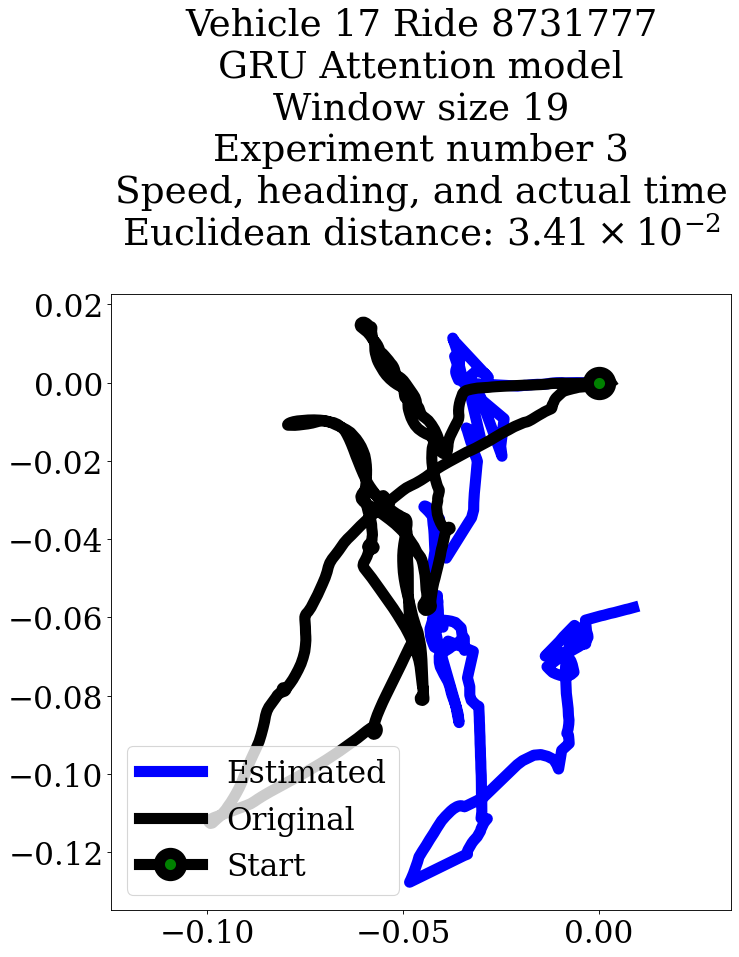 Vehicle 17 Ride 8731777
GRU Attention model
Window size 19
Experiment number 3
Speed, heading, and actual time
Euclidean distance: 3.41 × 10⁻²
0.02
0.00
−0.02
−0.04
−0.06
−0.08
−0.10
−0.12
Estimated
Original
Start
−0.10 −0.05 0.00